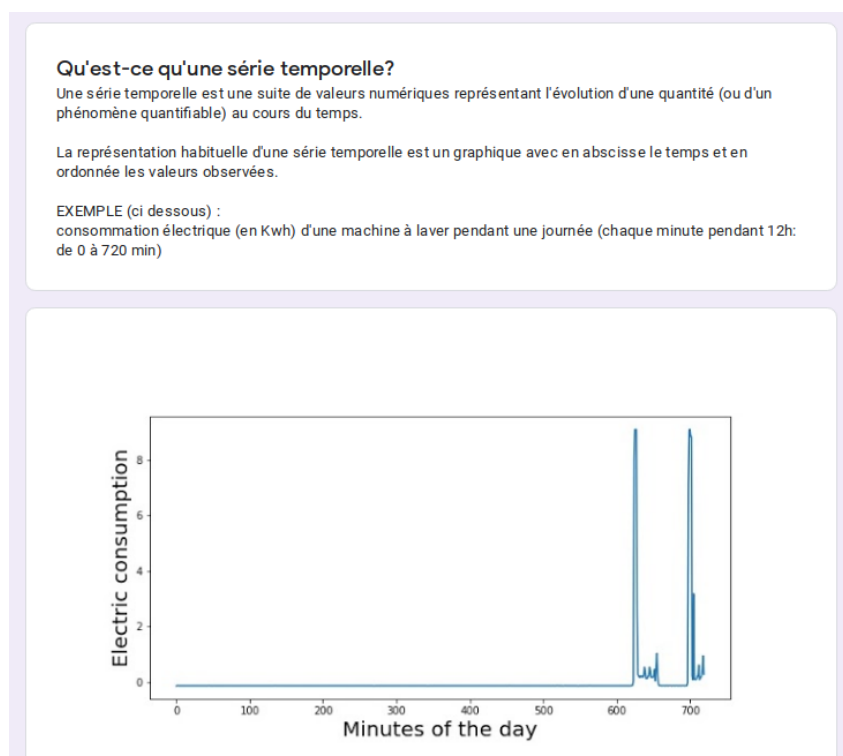 Qu'est-ce qu'une série temporelle?
Une série temporelle est une suite de valeurs numériques représentant l'évolution d'une quantité (ou d'un
phénomène quantifiable) au cours du temps.
La représentation habituelle d'une série temporelle est un graphique avec en abscisse le temps et en
ordonnée les valeurs observées.
EXEMPLE (ci dessous) :
consommation électrique (en Kwh) d'une machine à laver pendant une journée (chaque minute pendant 12h:
de 0 à 720 min)
Electric consumption
8
6
4
2
0
0 100 200 300 400 500 600 700
Minutes of the day